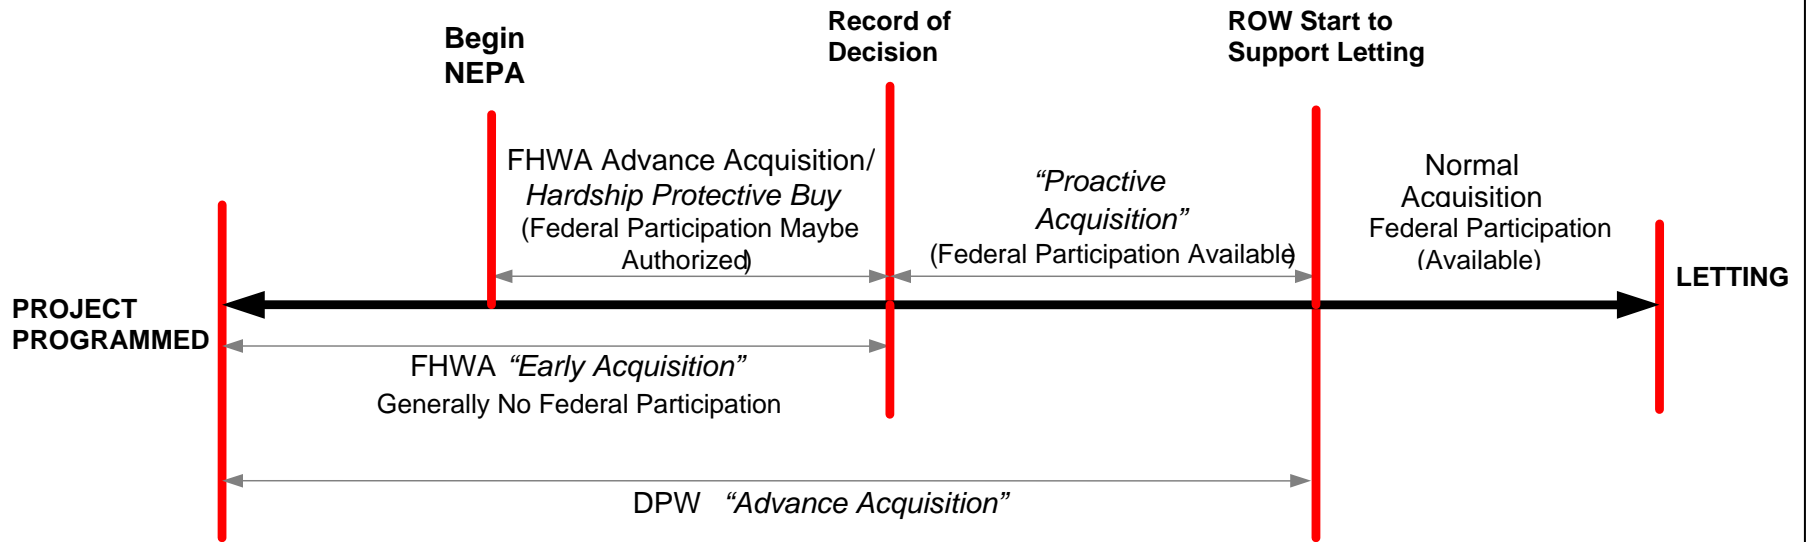 Begin
NEPA
Record of
Decision
ROW Start to
Support Letting
FHWA Advance Acquisition/
Hardship Protective Buy
(Federal Participation Maybe
Authorized)
“Proactive
Acquisition”
(Federal Participation Available)
Normal
Acquisition
Federal Participation
(Available)
PROJECT
PROGRAMMED
LETTING
FHWA “Early Acquisition”
Generally No Federal Participation
DPW “Advance Acquisition”